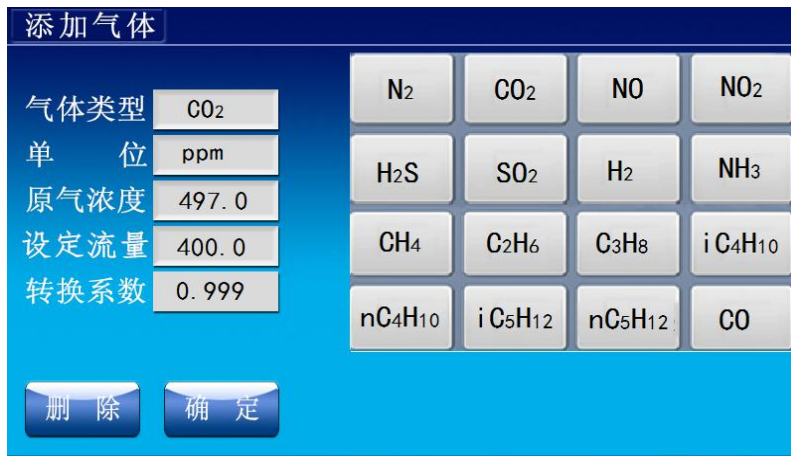 添加气体
气体类型 CO₂
单 位 ppm
原气浓度 497.0
设定流量 400.0
转换系数 0.999
N₂ CO₂ NO NO₂
H₂S SO₂ H₂ NH₃
CH₄ C₂H₆ C₃H₈ iC₄H₁₀
nC₄H₁₀ iC₅H₁₂ nC₅H₁₂ CO
删 除 确 定